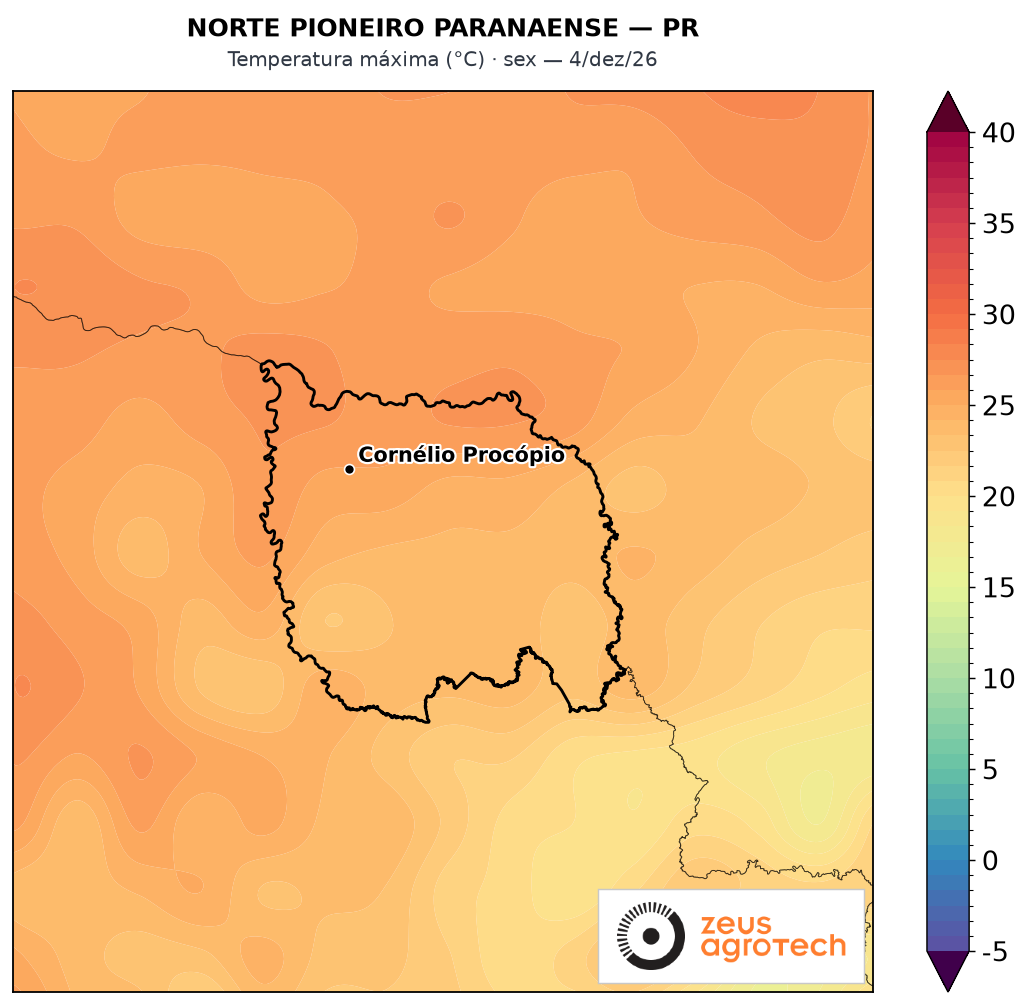 NORTE PIONEIRO PARANAENSE — PR
Temperatura máxima (°C) · sex — 4/dez/26
40
35
30
25
20
15
10
5
0
-5
Cornélio Procópio
zeus
agrotech